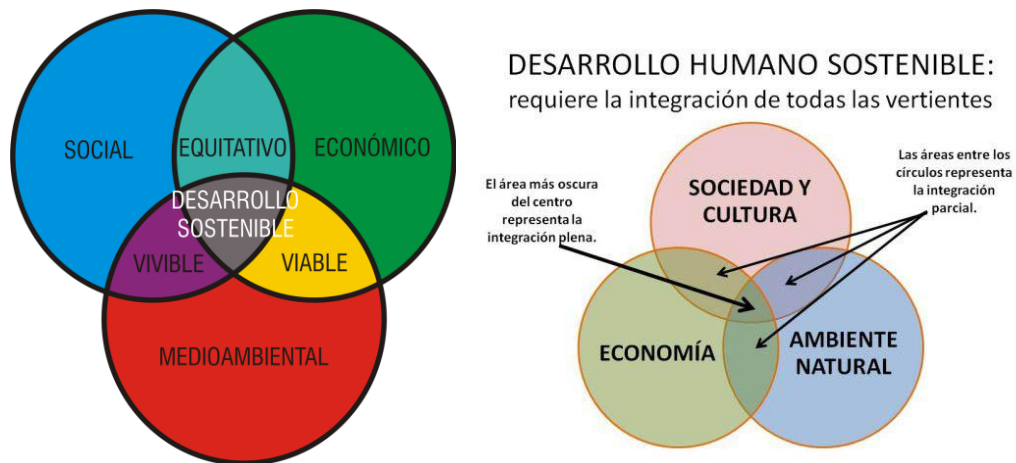 SOCIAL
EQUITATIVO
ECONÓMICO
DESARROLLO
SOSTENIBLE
VIVIBLE
VIABLE
MEDIOAMBIENTAL
DESARROLLO HUMANO SOSTENIBLE:
requiere la integración de todas las vertientes
El área más oscura
del centro
representa la
integración plena.
SOCIEDAD Y
CULTURA
Las áreas entre los
círculos representa
la integración
parcial.
ECONOMÍA
AMBIENTE
NATURAL